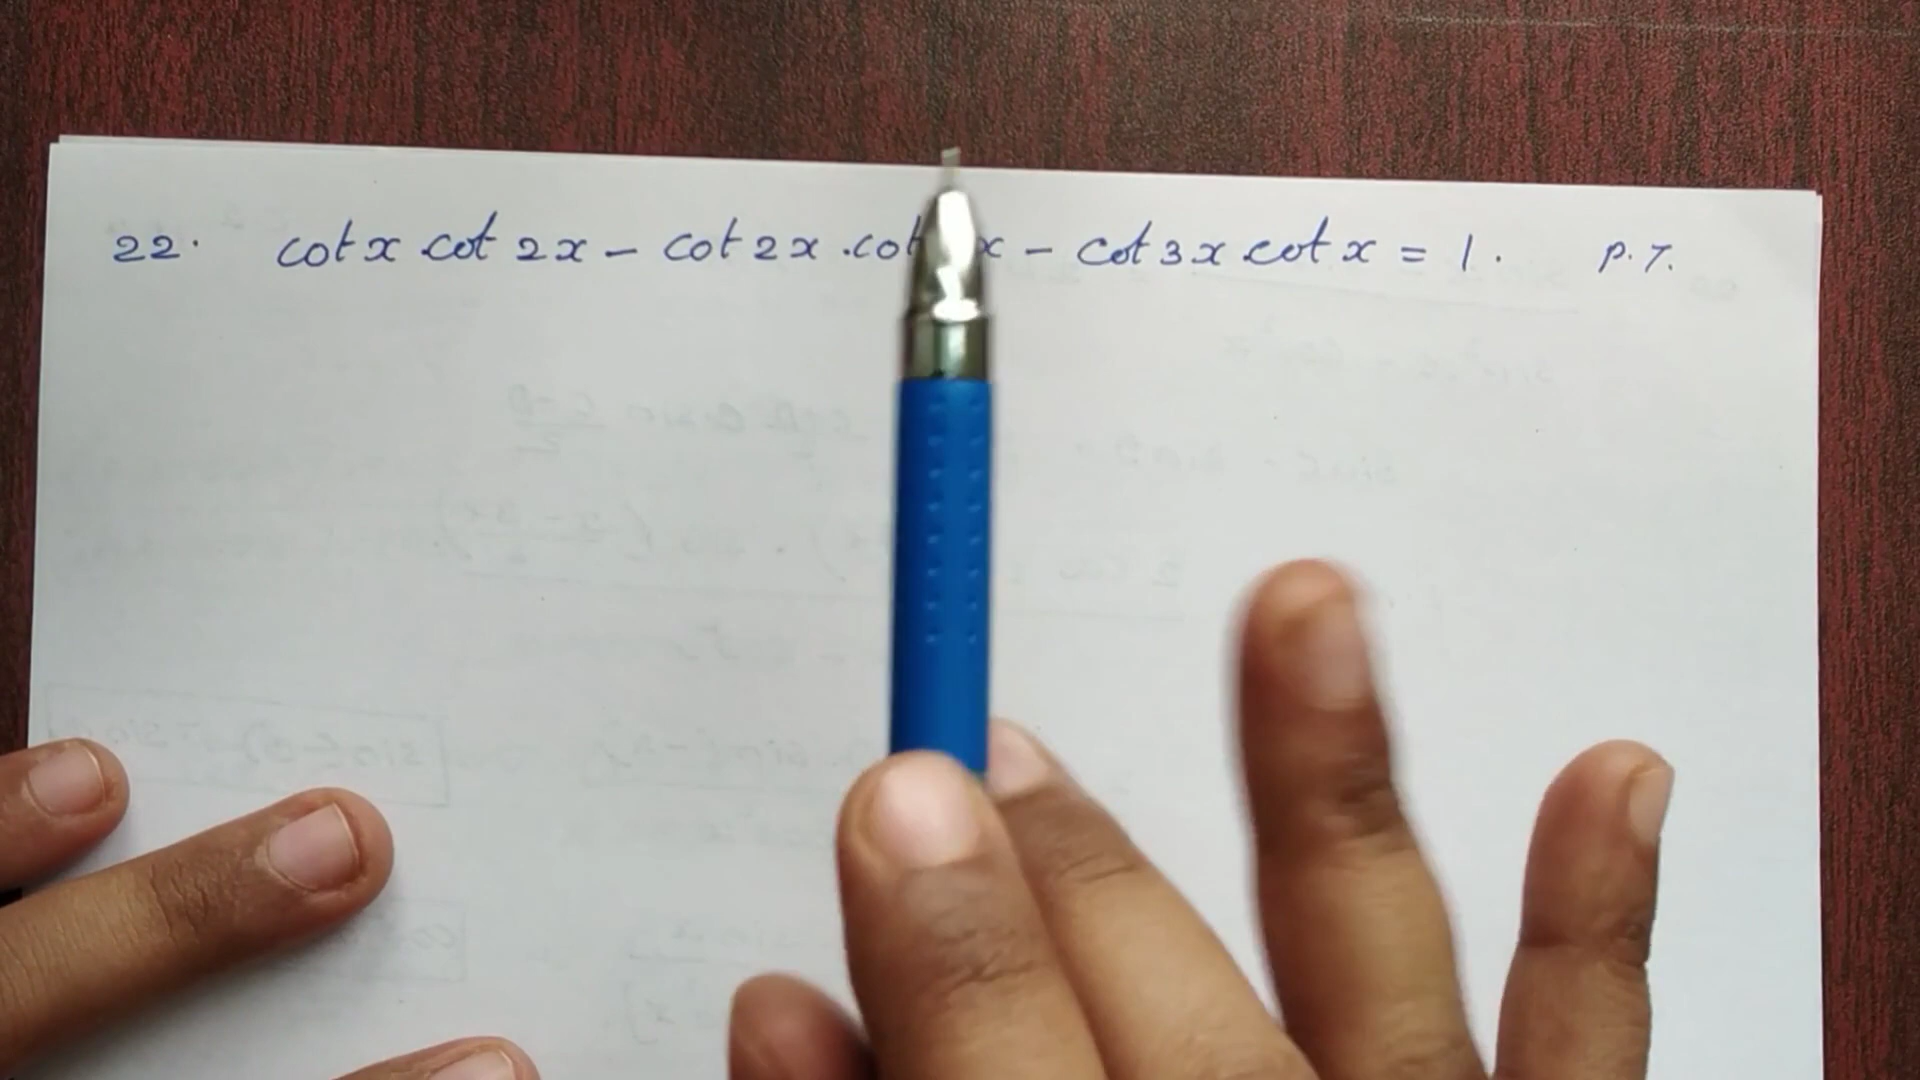 22. cot x cot 2x - cot 2x . cot x - cot 3x cot x = 1. P.T.